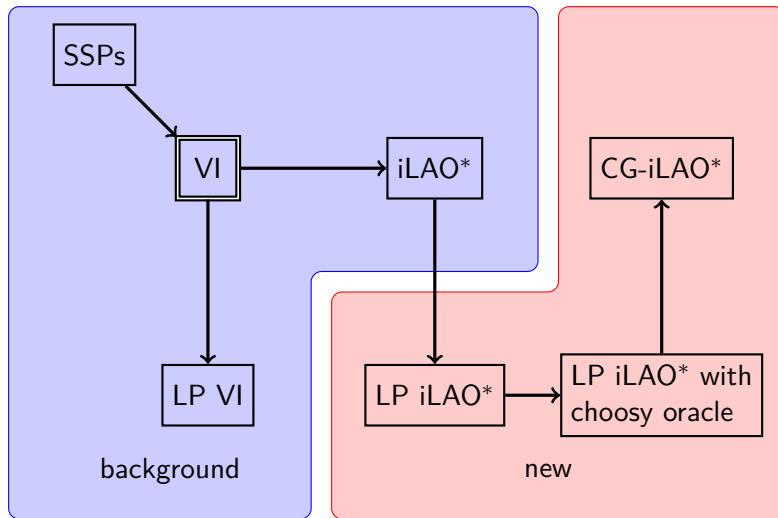 SSPs
VI
iLAO*
CG-iLAO*
LP VI
LP iLAO*
LP iLAO* with
choosy oracle
background
new